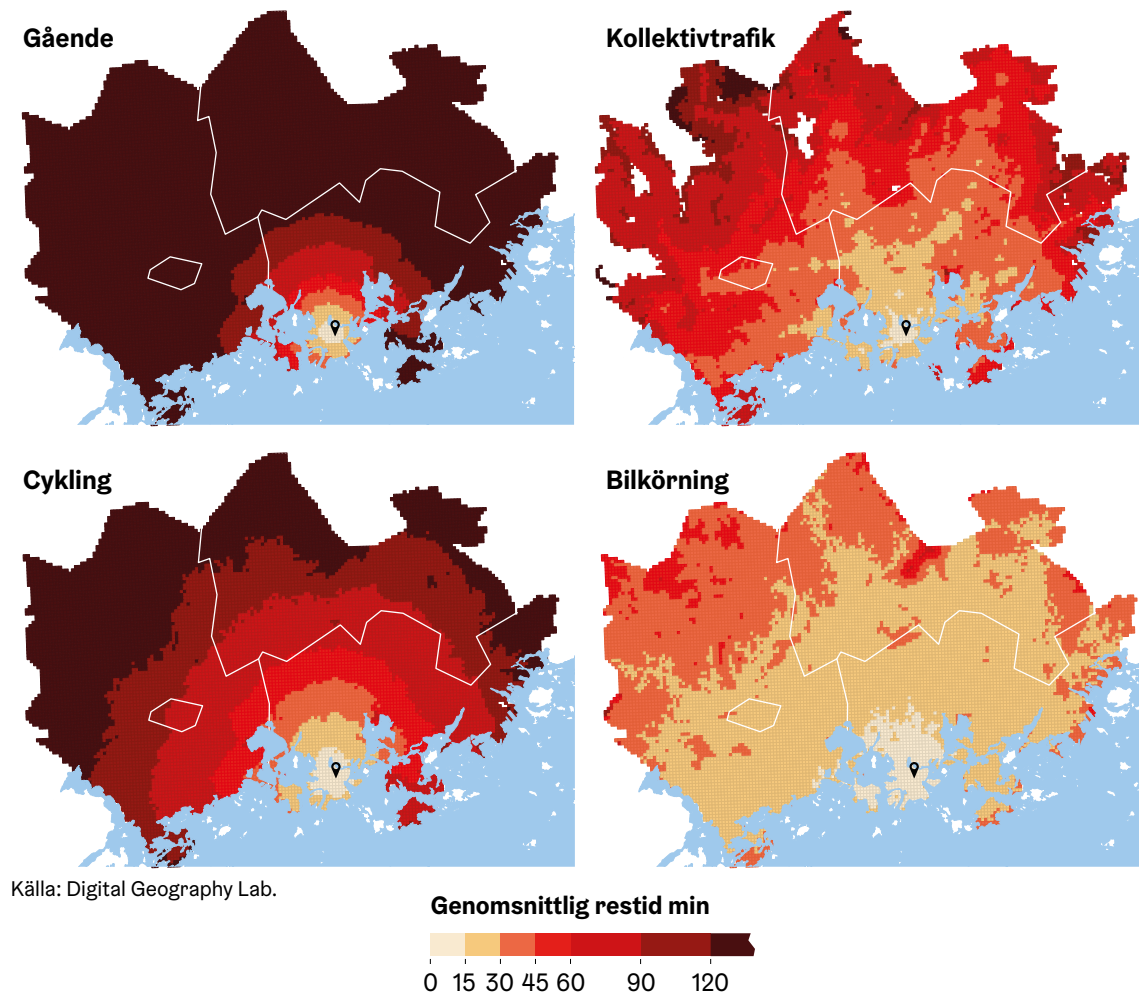 Gående
Kollektivtrafik
Cykling
Bilkörning
Källa: Digital Geography Lab.
Genomsnittlig restid min
0 15 30 45 60 90 120